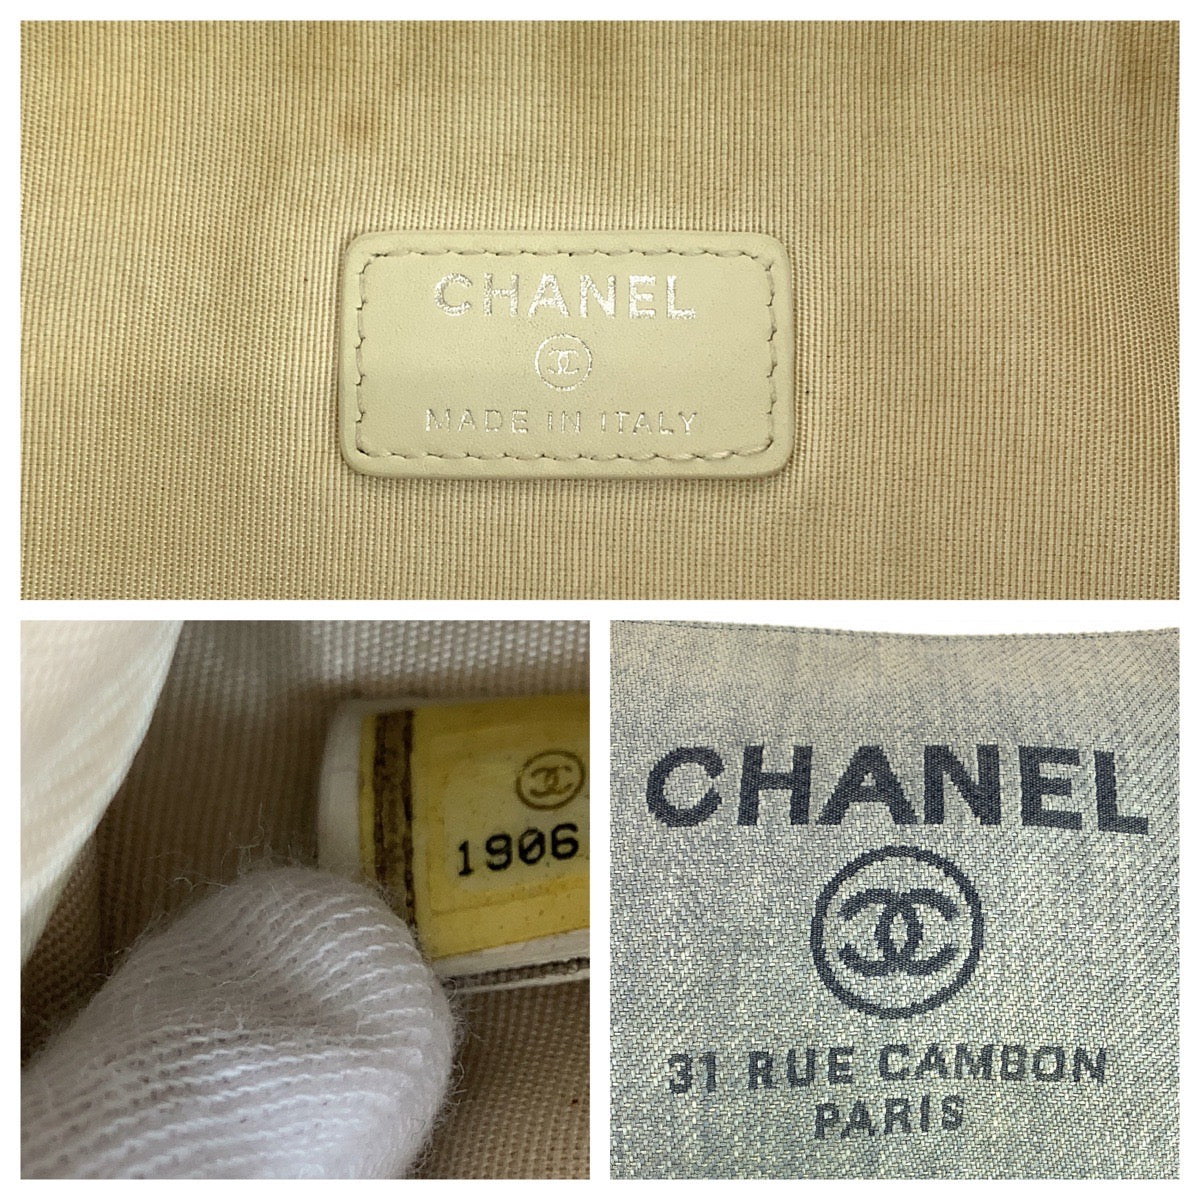 CHANEL
MADE IN ITALY
1906
CHANEL
31 RUE CAMBON
PARIS